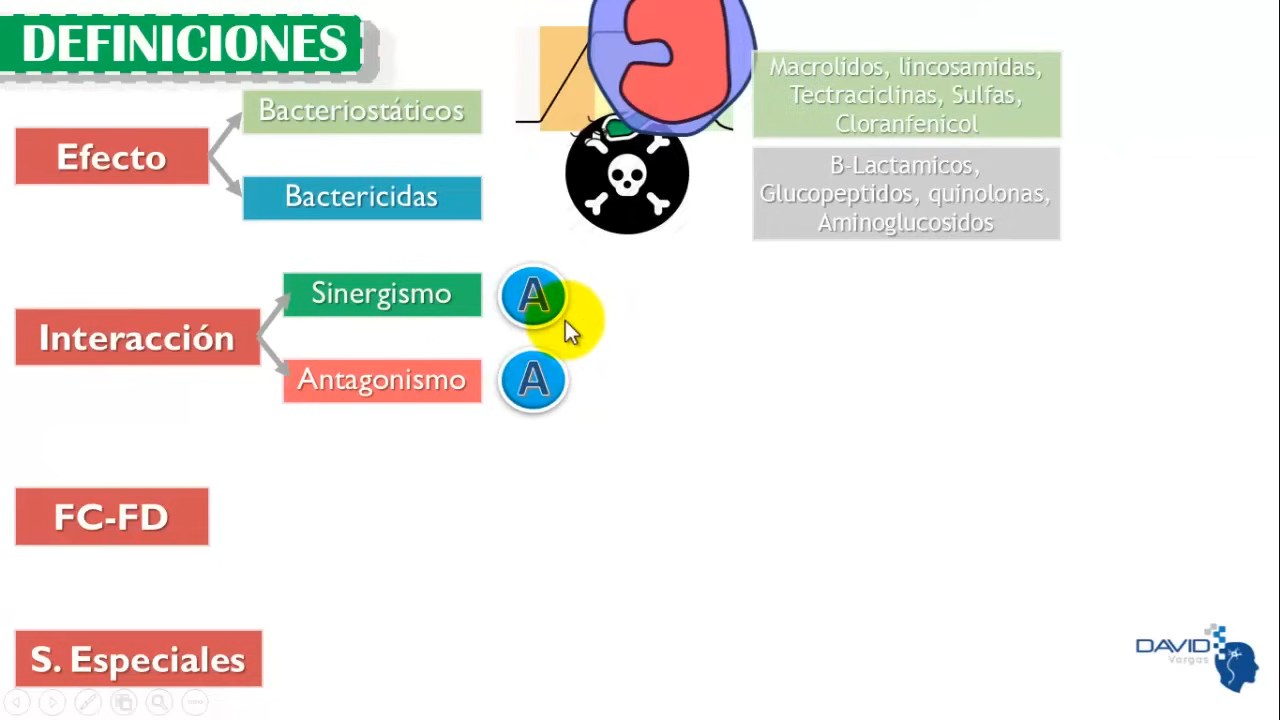 DEFINICIONES
Efecto
Bacteriostáticos
Bactericidas
Macrolidos, lincosamidas,
Tectraciclinas, Sulfas,
Cloranfenicol
B-Lactamicos,
Glucopeptidos, quinolonas,
Aminoglucosidos
Interacción
Sinergismo
A
Antagonismo
A
FC-FD
S. Especiales
DAVID
Vargas